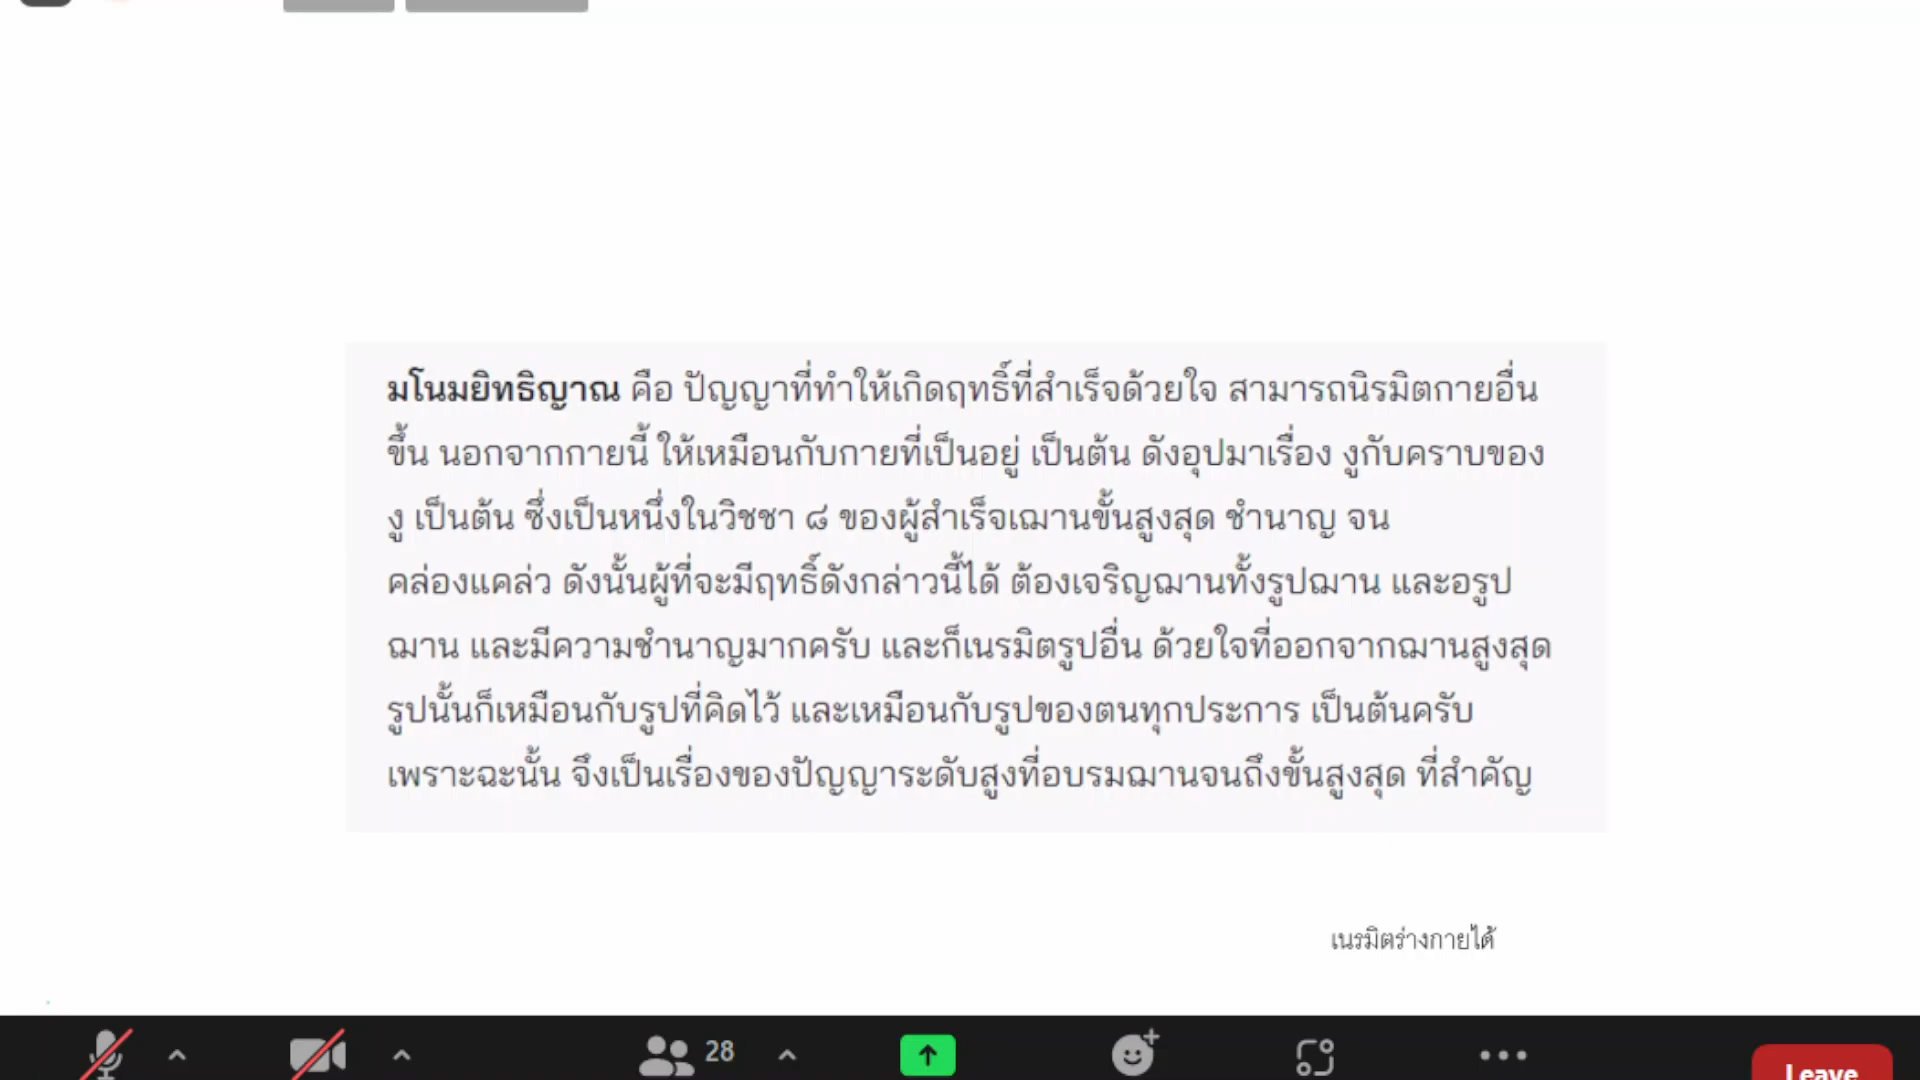 มโนมยิทธิญาณ คือ ปัญญาที่ทำให้เกิดฤทธิ์ที่สำเร็จด้วยใจ สามารถนิรมิตกายอื่น
ขึ้น นอกจากกายนี้ ให้เหมือนกับกายที่เป็นอยู่ เป็นต้น ดังอุปมาเรื่อง งูกับคราบของ
งู เป็นต้น ซึ่งเป็นหนึ่งในวิชชา ๘ ของผู้สำเร็จเฌานขั้นสูงสุด ชำนาญ จน
คล่องแคล่ว ดังนั้นผู้ที่จะมีฤทธิ์ดังกล่าวนี้ได้ ต้องเจริญฌานทั้งรูปฌาน และอรูป
ฌาน และมีความชำนาญมากครับ และก็เนรมิตรูปอื่น ด้วยใจที่ออกจากฌานสูงสุด
รูปนั้นก็เหมือนกับรูปที่คิดไว้ และเหมือนกับรูปของตนทุกประการ เป็นต้นครับ
เพราะฉะนั้น จึงเป็นเรื่องของปัญญาระดับสูงที่อบรมฌานจนถึงขั้นสูงสุด ที่สำคัญ
เนรมิตร่างกายได้
28
Leave